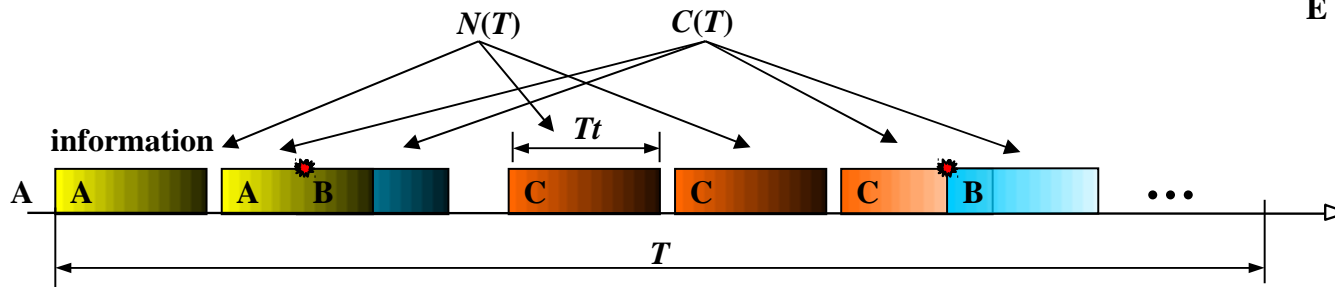 E
N(T) C(T)
information Tt
A A A B C C C B ...
T